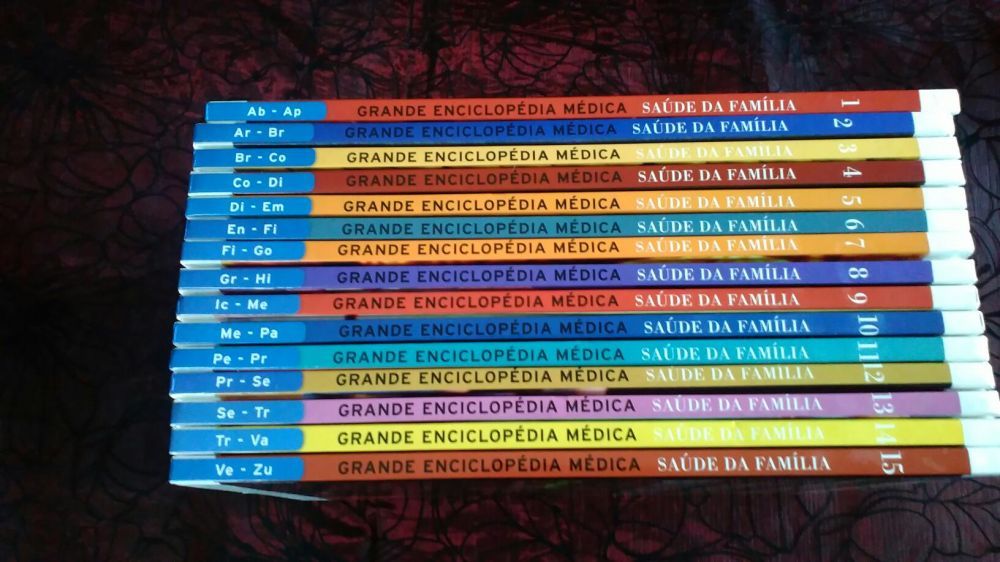 Ab - Ap GRANDE ENCICLOPÉDIA MÉDICA SAÚDE DA FAMÍLIA 1
Ar - Br GRANDE ENCICLOPÉDIA MÉDICA SAÚDE DA FAMÍLIA 2
Br - Co GRANDE ENCICLOPÉDIA MÉDICA SAÚDE DA FAMÍLIA 3
Co - Di GRANDE ENCICLOPÉDIA MÉDICA SAÚDE DA FAMÍLIA 4
Di - Em GRANDE ENCICLOPÉDIA MÉDICA SAÚDE DA FAMÍLIA 5
En - Fi GRANDE ENCICLOPÉDIA MÉDICA SAÚDE DA FAMÍLIA 6
Fi - Go GRANDE ENCICLOPÉDIA MÉDICA SAÚDE DA FAMÍLIA 7
Gr - Hi GRANDE ENCICLOPÉDIA MÉDICA SAÚDE DA FAMÍLIA 8
Ic - Me GRANDE ENCICLOPÉDIA MÉDICA SAÚDE DA FAMÍLIA 9
Me - Pa GRANDE ENCICLOPÉDIA MÉDICA SAÚDE DA FAMÍLIA 10
Pe - Pr GRANDE ENCICLOPÉDIA MÉDICA SAÚDE DA FAMÍLIA 11
Pr - Se GRANDE ENCICLOPÉDIA MÉDICA SAÚDE DA FAMÍLIA 12
Se - Tr GRANDE ENCICLOPÉDIA MÉDICA SAÚDE DA FAMÍLIA 13
Tr - Va GRANDE ENCICLOPÉDIA MÉDICA SAÚDE DA FAMÍLIA 14
Ve - Zu GRANDE ENCICLOPÉDIA MÉDICA SAÚDE DA FAMÍLIA 15